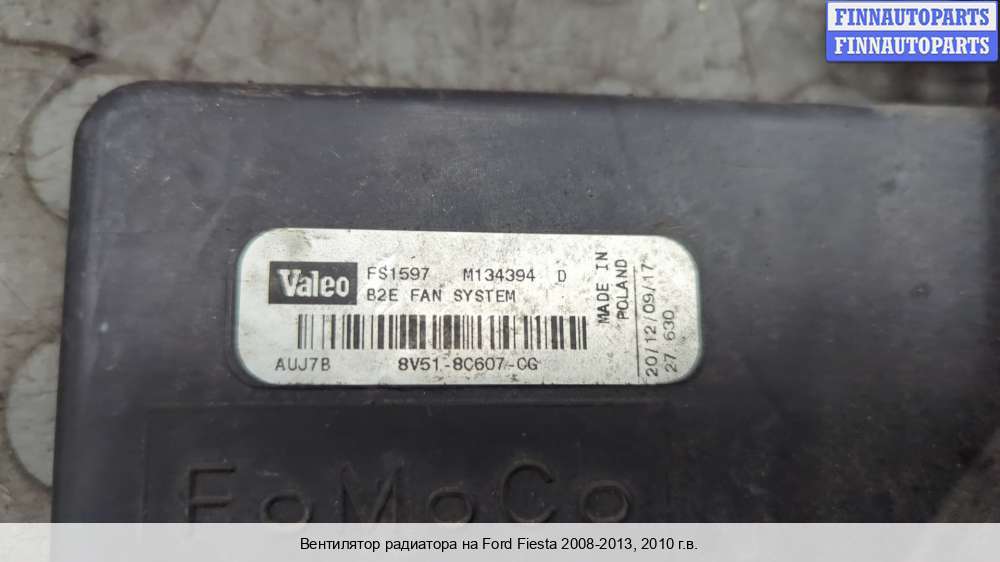 FINNAUTOPARTS
FINNAUTOPARTS
Valeo
FS1597 M134394 D
B2E FAN SYSTEM
AUJ7B 8V51-8C607-CG
MADE IN
POLAND
20/12/09/17
27 630
FoMoCo
Вентилятор радиатора на Ford Fiesta 2008-2013, 2010 г.в.